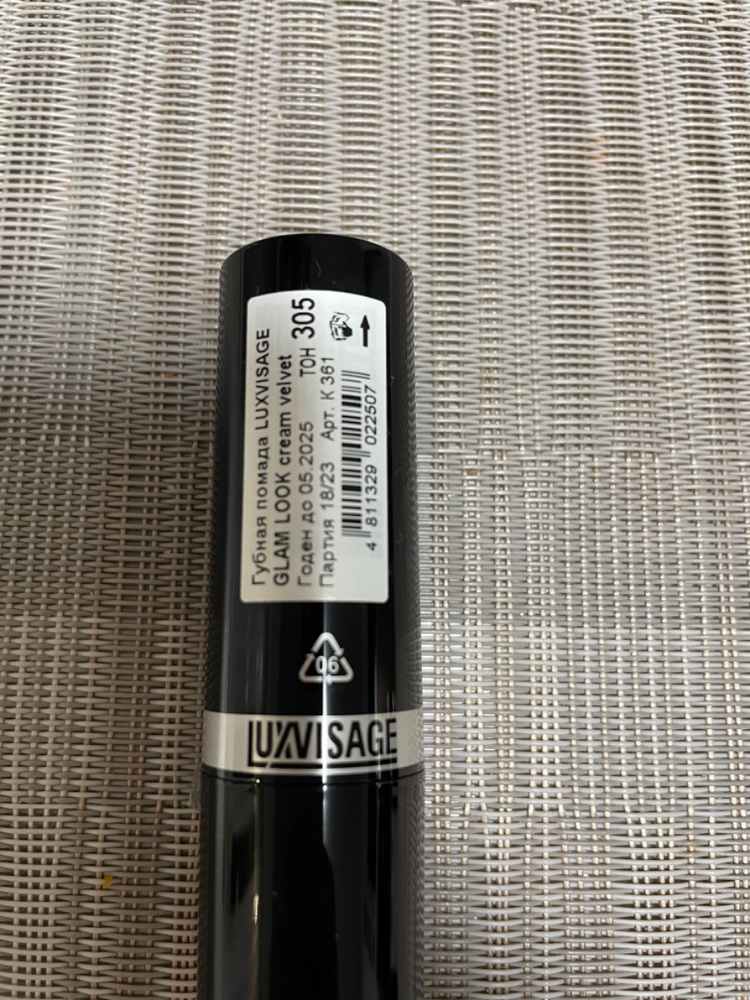 Губная помада LUXVISAGE
GLAM LOOK cream velvet
Годен до 05.2025 ТОН 305
Партия 18/23 Арт. К 361
4 811329 022507
06
LUXVISAGE